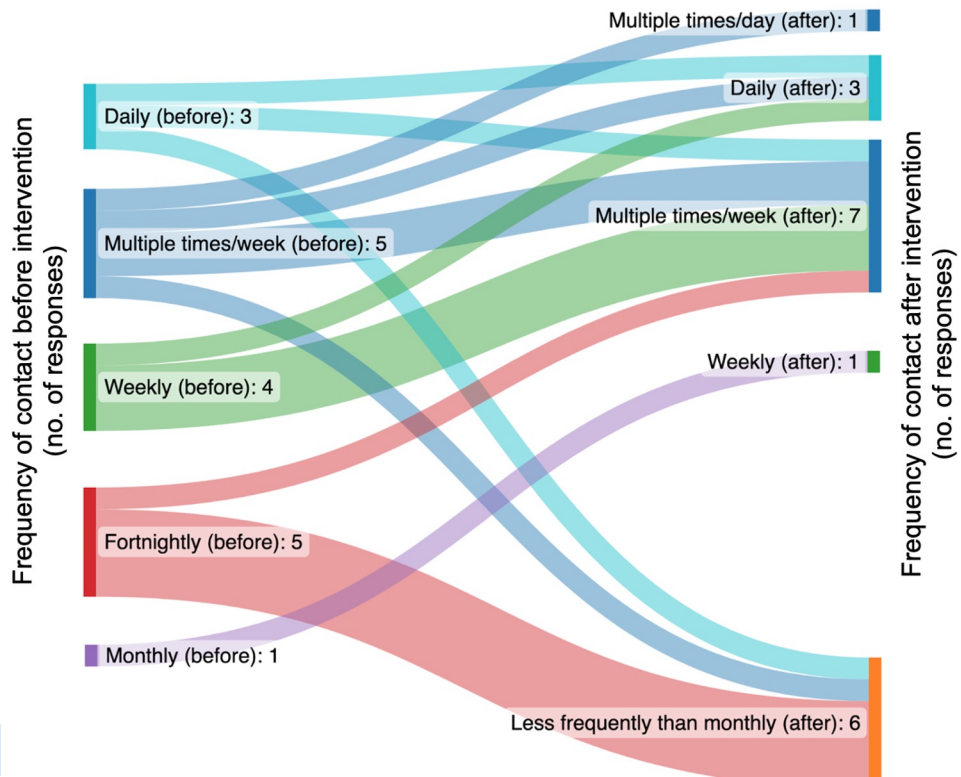 Frequency of contact before intervention
(no. of responses)
Daily (before): 3
Multiple times/week (before): 5
Weekly (before): 4
Fortnightly (before): 5
Monthly (before): 1
Multiple times/day (after): 1
Daily (after): 3
Multiple times/week (after): 7
Weekly (after): 1
Less frequently than monthly (after): 6
Frequency of contact after intervention
(no. of responses)